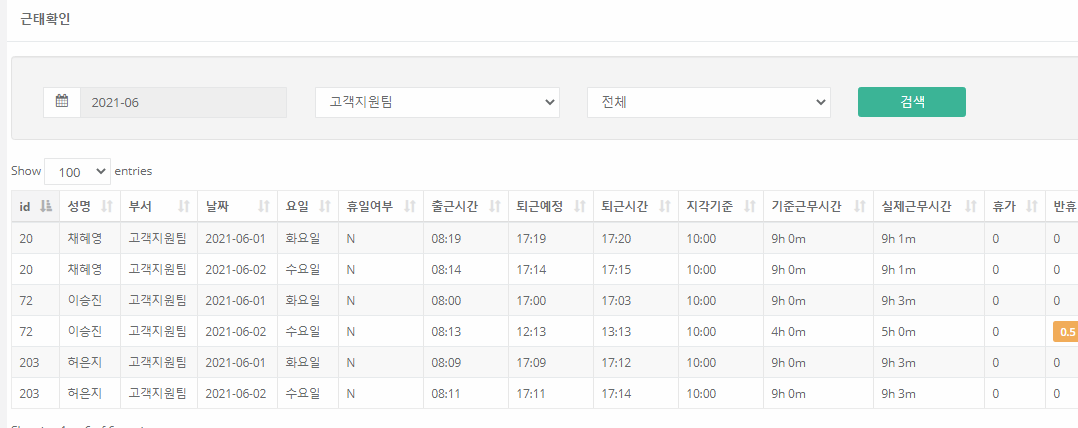 근태확인
2021-06 고객지원팀 전체 검색
Show 100 entries
id 성명 부서 날짜 요일 휴일여부 출근시간 퇴근예정 퇴근시간 지각기준 기준근무시간 실제근무시간 휴가 반휴
20 채혜영 고객지원팀 2021-06-01 화요일 N 08:19 17:19 17:20 10:00 9h 0m 9h 1m 0 0
20 채혜영 고객지원팀 2021-06-02 수요일 N 08:14 17:14 17:15 10:00 9h 0m 9h 1m 0 0
72 이승진 고객지원팀 2021-06-01 화요일 N 08:00 17:00 17:03 10:00 9h 0m 9h 3m 0 0
72 이승진 고객지원팀 2021-06-02 수요일 N 08:13 12:13 13:13 10:00 4h 0m 5h 0m 0 0.5
203 허은지 고객지원팀 2021-06-01 화요일 N 08:09 17:09 17:12 10:00 9h 0m 9h 3m 0 0
203 허은지 고객지원팀 2021-06-02 수요일 N 08:11 17:11 17:14 10:00 9h 0m 9h 3m 0 0